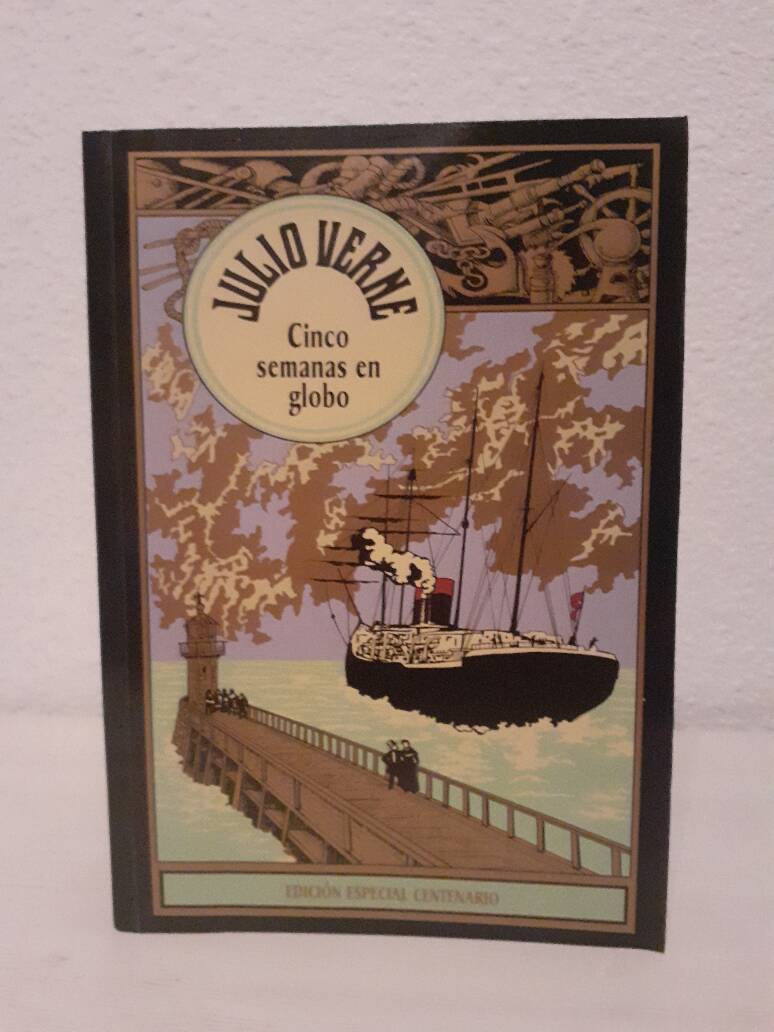 JULIO VERNE
Cinco
semanas en
globo
EDICIÓN ESPECIAL CENTENARIO